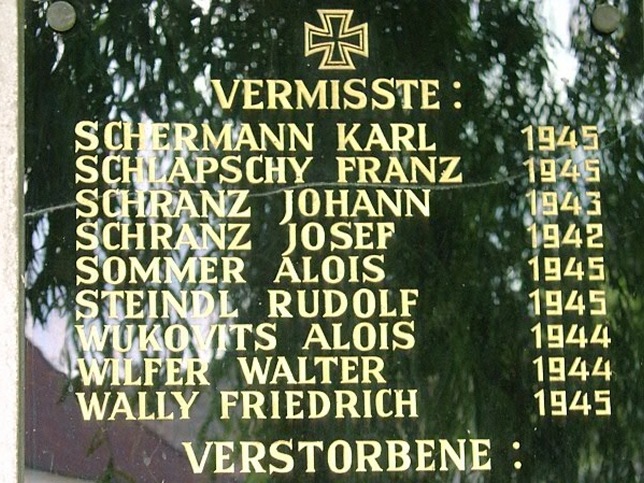 VERMISSTE:
SCHERMANN KARL 1945
SCHLAPSCHY FRANZ 1945
SCHRANZ JOHANN 1943
SCHRANZ JOSEF 1942
SOMMER ALOIS 1945
STEINDL RUDOLF 1945
WUKOVITS ALOIS 1944
WILFER WALTER 1944
WALLY FRIEDRICH 1945
VERSTORBENE: